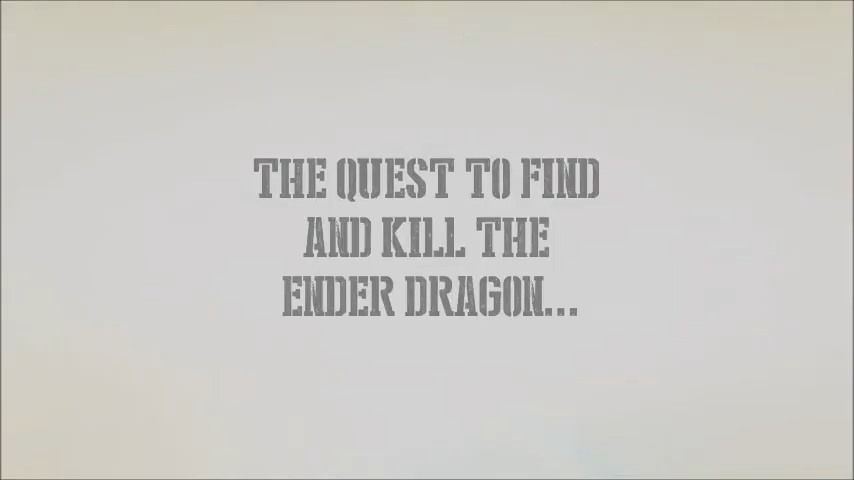 THE QUEST TO FIND
AND KILL THE
ENDER DRAGON...